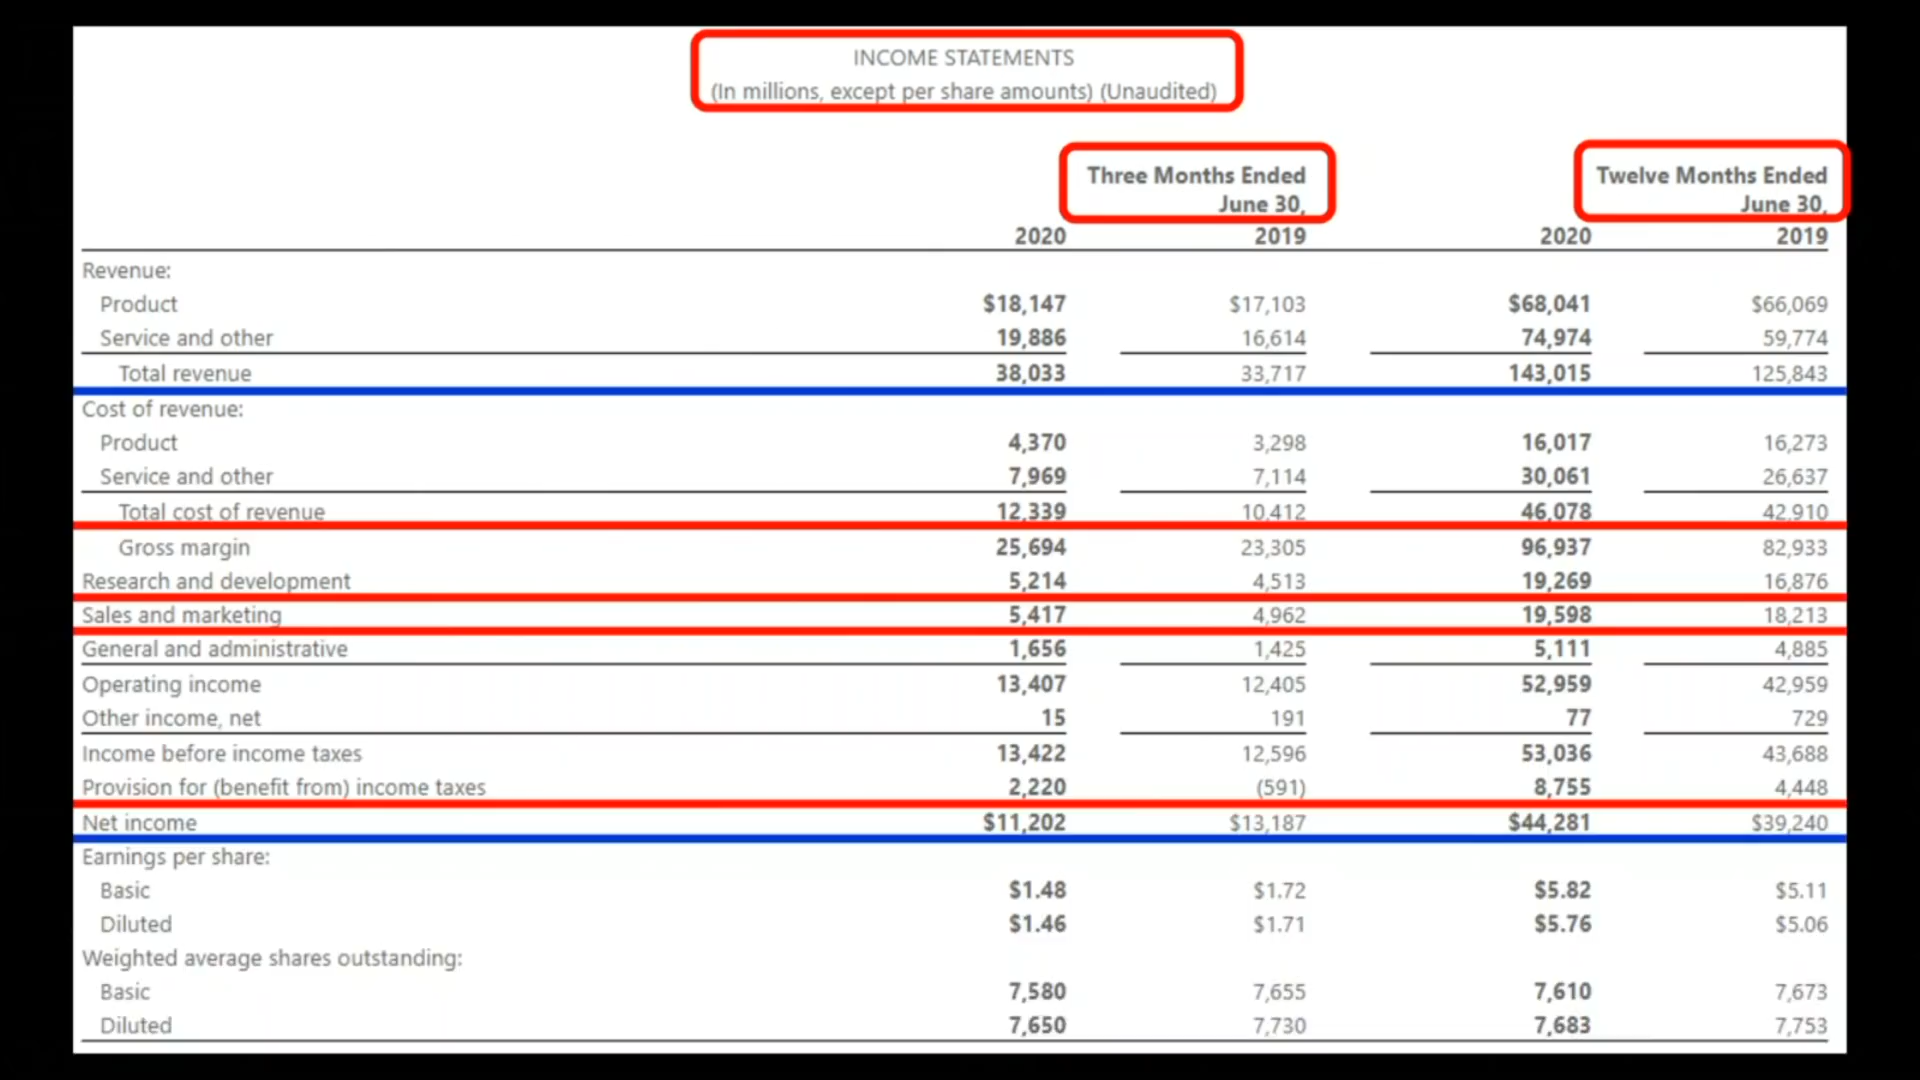 INCOME STATEMENTS
(In millions, except per share amounts) (Unaudited)
Three Months Ended June 30, Twelve Months Ended June 30,
2020 2019 2020 2019
Revenue:
Product $18,147 $17,103 $68,041 $66,069
Service and other 19,886 16,614 74,974 59,774
Total revenue 38,033 33,717 143,015 125,843
Cost of revenue:
Product 4,370 3,298 16,017 16,273
Service and other 7,969 7,114 30,061 26,637
Total cost of revenue 12,339 10,412 46,078 42,910
Gross margin 25,694 23,305 96,937 82,933
Research and development 5,214 4,513 19,269 16,876
Sales and marketing 5,417 4,962 19,598 18,213
General and administrative 1,656 1,425 5,111 4,885
Operating income 13,407 12,405 52,959 42,959
Other income, net 15 191 77 729
Income before income taxes 13,422 12,596 53,036 43,688
Provision for (benefit from) income taxes 2,220 (591) 8,755 4,448
Net income $11,202 $13,187 $44,281 $39,240
Earnings per share:
Basic $1.48 $1.72 $5.82 $5.11
Diluted $1.46 $1.71 $5.76 $5.06
Weighted average shares outstanding:
Basic 7,580 7,655 7,610 7,673
Diluted 7,650 7,730 7,683 7,753